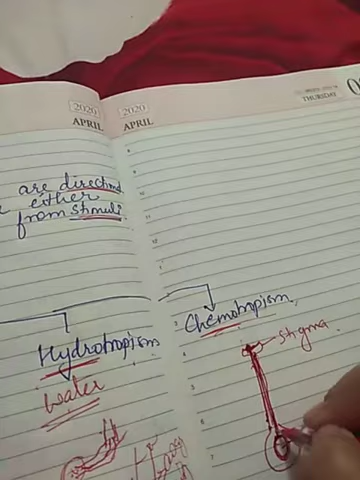 2020
APRIL
2020
APRIL
THURSDAY
are directed
either
from stimuli
Hydrotropism
water
Chemotropism
stigma